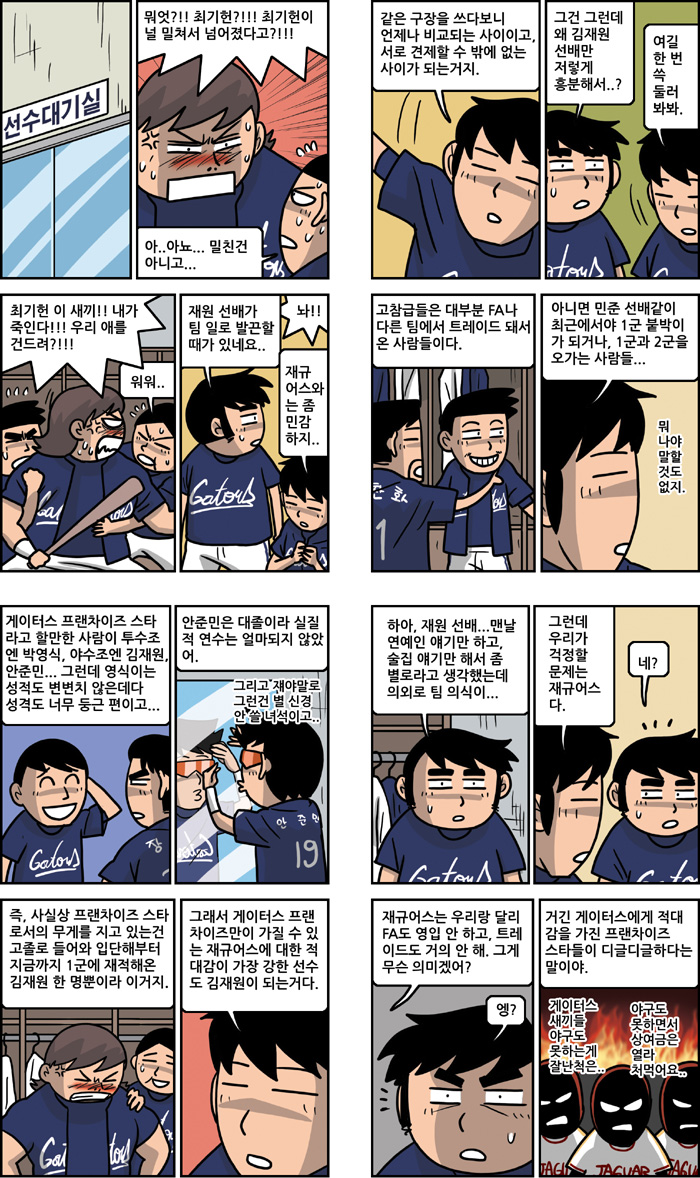 선수대기실
뭐엇?!! 최기헌?!!! 최기헌이
널 밀쳐서 넘어졌다고?!!!
아..아뇨... 밀친건
아니고...
최기헌 이 새끼!! 내가
죽인다!!! 우리 애를
건드려?!!!
워워..
재원 선배가
팀 일로 발끈할
때가 있네요..
놔!!
재규
어스와
는 좀
민감
하지..
Gators
게이터스 프랜차이즈 스타
라고 할만한 사람이 투수조
엔 박영식, 야수조엔 김재원,
안준민... 그런데 영식이는
성적도 변변치 않은데다
성격도 너무 둥근 편이고...
Gators
장
안준민은 대졸이라 실질
적 연수는 얼마되지 않았
어.
그리고 쟤야말로
그런건 별 신경
안 쓸 녀석이고..
안준민
19
즉, 사실상 프랜차이즈 스타
로서의 무게를 지고 있는건
고졸로 들어와 입단해부터
지금까지 1군에 재적해온
김재원 한 명뿐이라 이거지.
그래서 게이터스 프랜
차이즈만이 가질 수 있
는 재규어스에 대한 적
대감이 가장 강한 선수
도 김재원이 되는거다.
같은 구장을 쓰다보니
언제나 비교되는 사이이고,
서로 견제할 수 밖에 없는
사이가 되는거지.
Gators
그건 그런데
왜 김재원
선배만
저렇게
흥분해서..?
여길
한 번
쓱
둘러
봐봐.
고참급들은 대부분 FA나
다른 팀에서 트레이드 돼서
온 사람들이다.
준화
1
아니면 민준 선배같이
최근에서야 1군 붙박이
가 되거나, 1군과 2군을
오가는 사람들...
뭐
나야
말할
것도
없지.
하아, 재원 선배...맨날
연예인 얘기만 하고,
술집 얘기만 해서 좀
별로라고 생각했는데
의외로 팀 의식이...
Gators
그런데
우리가
걱정할
문제는
재규어스
다.
네?
재규어스는 우리랑 달리
FA도 영입 안 하고, 트레
이드도 거의 안 해. 그게
무슨 의미겠어?
엥?
거긴 게이터스에게 적대
감을 가진 프랜차이즈
스타들이 디글디글하다는
말이야.
게이터스
새끼들
야구도
못하는게
잘난척은..
야구도
못하면서
상여금은
열라
처먹어요..
JAGUAR